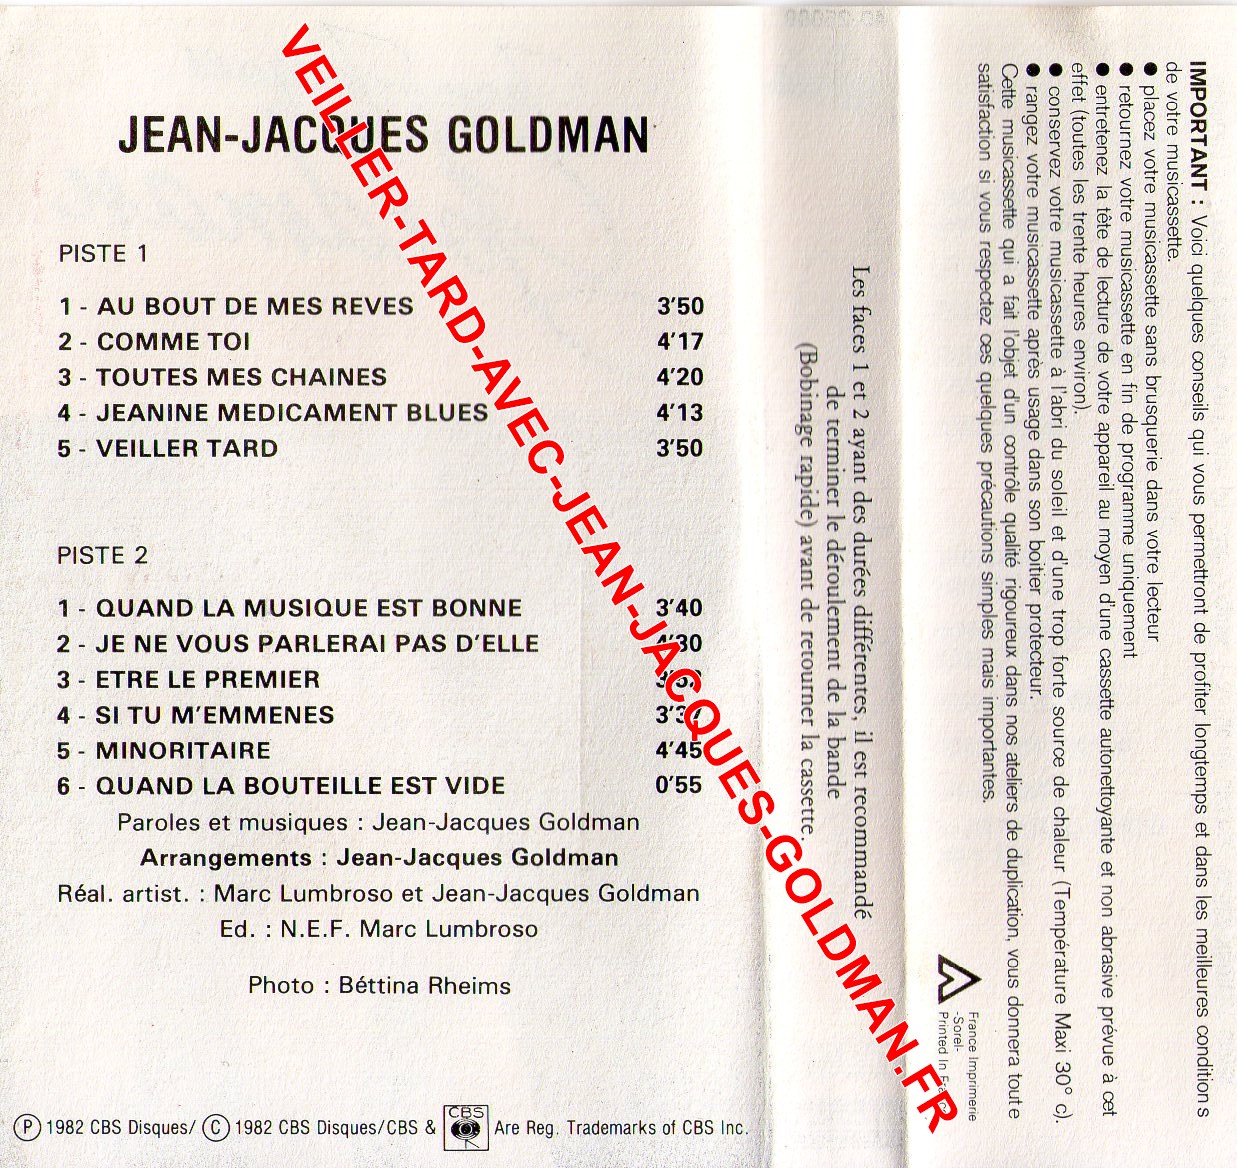 JEAN-JACQUES GOLDMAN
PISTE 1
1 - AU BOUT DE MES REVES 3'50
2 - COMME TOI 4'17
3 - TOUTES MES CHAINES 4'20
4 - JEANINE MEDICAMENT BLUES 4'13
5 - VEILLER TARD 3'50
PISTE 2
1 - QUAND LA MUSIQUE EST BONNE 3'40
2 - JE NE VOUS PARLERAI PAS D'ELLE 4'30
3 - ETRE LE PREMIER
4 - SI TU M'EMMENES
5 - MINORITAIRE 4'45
6 - QUAND LA BOUTEILLE EST VIDE 0'55
Paroles et musiques : Jean-Jacques Goldman
Arrangements : Jean-Jacques Goldman
Réal. artist. : Marc Lumbroso et Jean-Jacques Goldman
Ed. : N.E.F. Marc Lumbroso
Photo : Béttina Rheims
Ⓟ 1982 CBS Disques/ Ⓒ 1982 CBS Disques/CBS & CBS Are Reg. Trademarks of CBS Inc.
Les faces 1 et 2 ayant des durées différentes, il est recommandé
de terminer le déroulement de la bande
(Bobinage rapide) avant de retourner la cassette.
IMPORTANT : Voici quelques conseils qui vous permettront de profiter longtemps et dans les meilleures conditions
de votre musicassette.
● placez votre musicassette sans brusquerie dans votre lecteur
● retournez votre musicassette en fin de programme uniquement
● entretenez la tête de lecture de votre appareil au moyen d'une cassette autonettoyante et non abrasive prévue à cet
effet (toutes les trente heures environ).
● conservez votre musicassette à l'abri du soleil et d'une trop forte source de chaleur (Température Maxi 30° c).
● rangez votre musicassette après usage dans son boitier protecteur.
Cette musicassette qui a fait l'objet d'un contrôle qualité rigoureux dans nos ateliers de duplication, vous donnera toute
satisfaction si vous respectez ces quelques précautions simples mais importantes.
France Imprimerie
-Sorel-
Printed In
VEILLER-TARD-AVEC-JEAN-JACQUES-GOLDMAN.FR